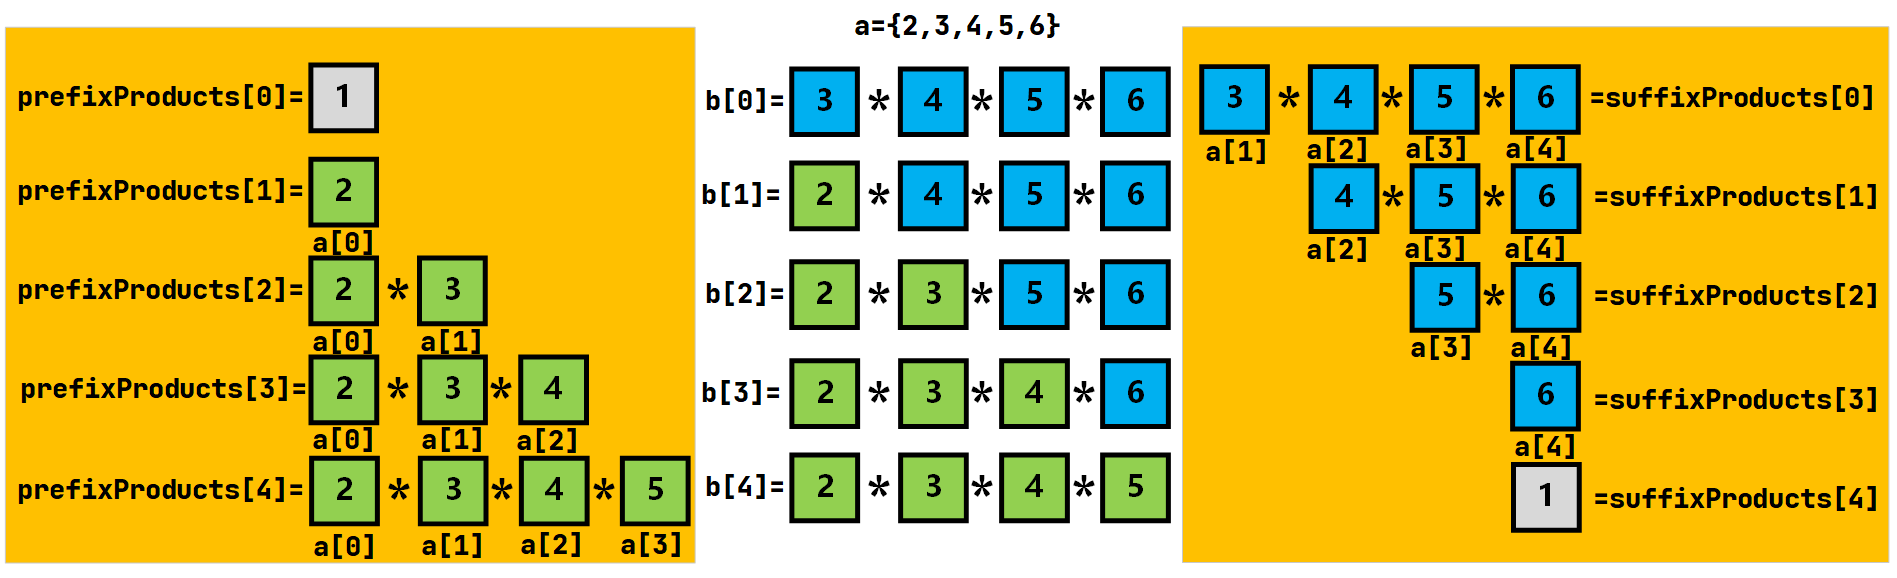 a={2,3,4,5,6}
prefixProducts[0]= 1
prefixProducts[1]= 2
a[0]
prefixProducts[2]= 2 * 3
a[0] a[1]
prefixProducts[3]= 2 * 3 * 4
a[0] a[1] a[2]
prefixProducts[4]= 2 * 3 * 4 * 5
a[0] a[1] a[2] a[3]
b[0]= 3 * 4 * 5 * 6
b[1]= 2 * 4 * 5 * 6
b[2]= 2 * 3 * 5 * 6
b[3]= 2 * 3 * 4 * 6
b[4]= 2 * 3 * 4 * 5
3 * 4 * 5 * 6 =suffixProducts[0]
a[1] a[2] a[3] a[4]
4 * 5 * 6 =suffixProducts[1]
a[2] a[3] a[4]
5 * 6 =suffixProducts[2]
a[3] a[4]
6 =suffixProducts[3]
a[4]
1 =suffixProducts[4]